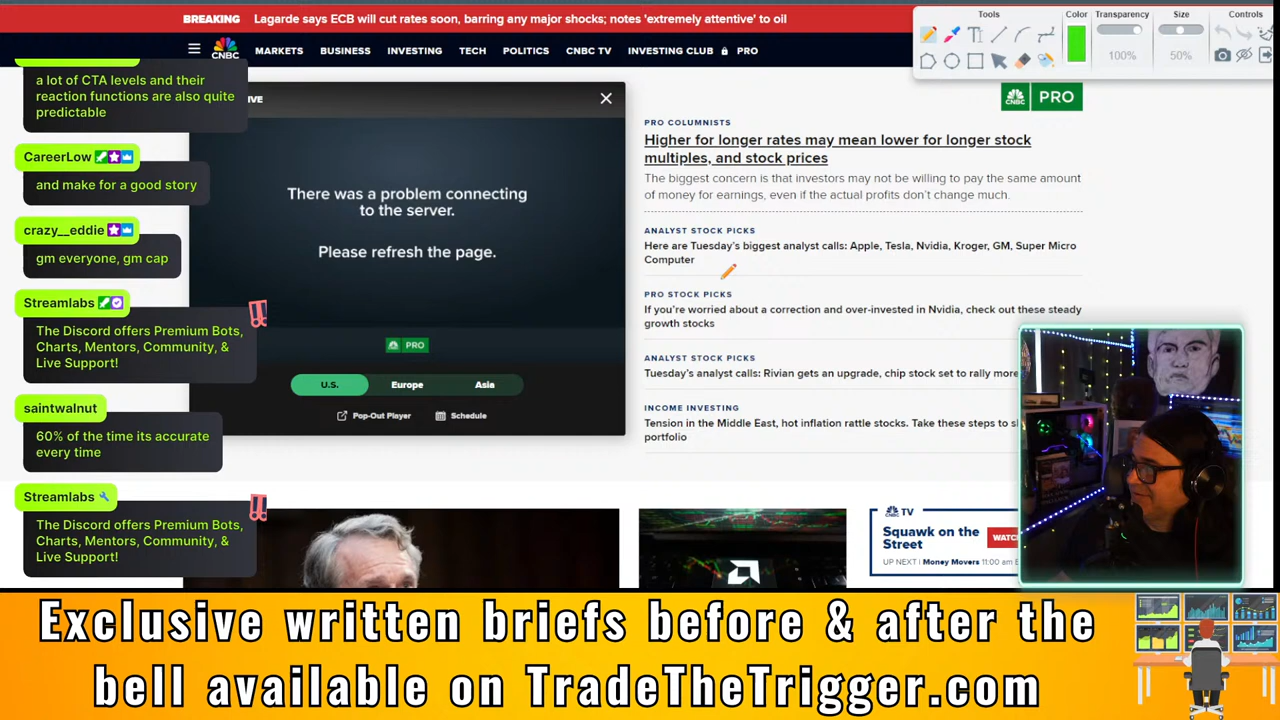 BREAKING Lagarde says ECB will cut rates soon, barring any major shocks; notes 'extremely attentive' to oil
CNBC MARKETS BUSINESS INVESTING TECH POLITICS CNBC TV INVESTING CLUB PRO
Tools Color Transparency Size Controls
100% 50%
a lot of CTA levels and their
reaction functions are also quite
predictable
CareerLow
and make for a good story
crazy__eddie
gm everyone, gm cap
Streamlabs
The Discord offers Premium Bots,
Charts, Mentors, Community, &
Live Support!
saintwalnut
60% of the time its accurate
every time
Streamlabs
The Discord offers Premium Bots,
Charts, Mentors, Community, &
Live Support!
There was a problem connecting
to the server.
Please refresh the page.
PRO
U.S. Europe Asia
Pop-Out Player Schedule
CNBC PRO
PRO COLUMNISTS
Higher for longer rates may mean lower for longer stock
multiples, and stock prices
The biggest concern is that investors may not be willing to pay the same amount
of money for earnings, even if the actual profits don't change much.
ANALYST STOCK PICKS
Here are Tuesday's biggest analyst calls: Apple, Tesla, Nvidia, Kroger, GM, Super Micro
Computer
PRO STOCK PICKS
If you're worried about a correction and over-invested in Nvidia, check out these steady
growth stocks
ANALYST STOCK PICKS
Tuesday's analyst calls: Rivian gets an upgrade, chip stock set to rally more
INCOME INVESTING
Tension in the Middle East, hot inflation rattle stocks. Take these steps to
portfolio
TV
Squawk on the
Street
UP NEXT | Money Movers 11:00 am
Exclusive written briefs before & after the
bell available on TradeTheTrigger.com